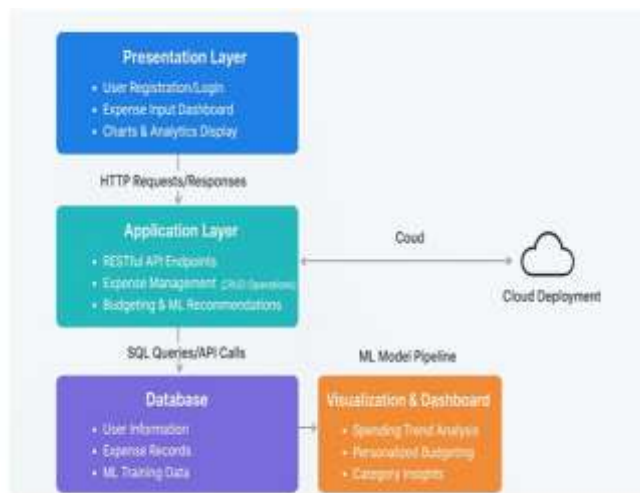 Presentation Layer
• User Registration/Login
• Expense Input Dashboard
• Charts & Analytics Display
HTTP Requests/Responses
Application Layer
• RESTful API Endpoints
• Expense Management (CRUD Operations)
• Budgeting & ML Recommendations
Coud
Cloud Deployment
SQL Queries/API Calls
ML Model Pipeline
Database
• User Information
• Expense Records
• ML Training Data
Visualization & Dashboard
• Spending Trend Analysis
• Personalized Budgeting
• Category Insights